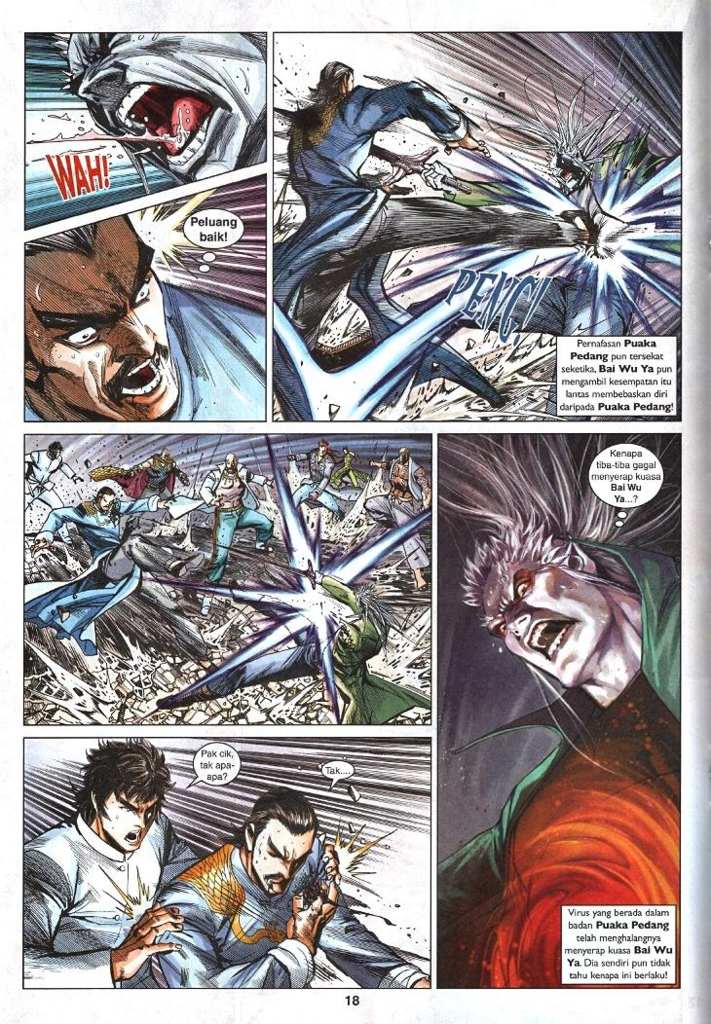 WAH!
Peluang
baik!
PENG!
Pernafasan Puaka
Pedang pun tersekat
seketika, Bai Wu Ya pun
mengambil kesempatan itu
lantas membebaskan diri
daripada Puaka Pedang!
Kenapa
tiba-tiba gagal
menyerap kuasa
Bai Wu
Ya...?
Pak cik,
tak apa-
apa?
Tak....
Virus yang berada dalam
badan Puaka Pedang
telah menghalangnya
menyerap kuasa Bai Wu
Ya. Dia sendiri pun tidak
tahu kenapa ini berlaku!
18